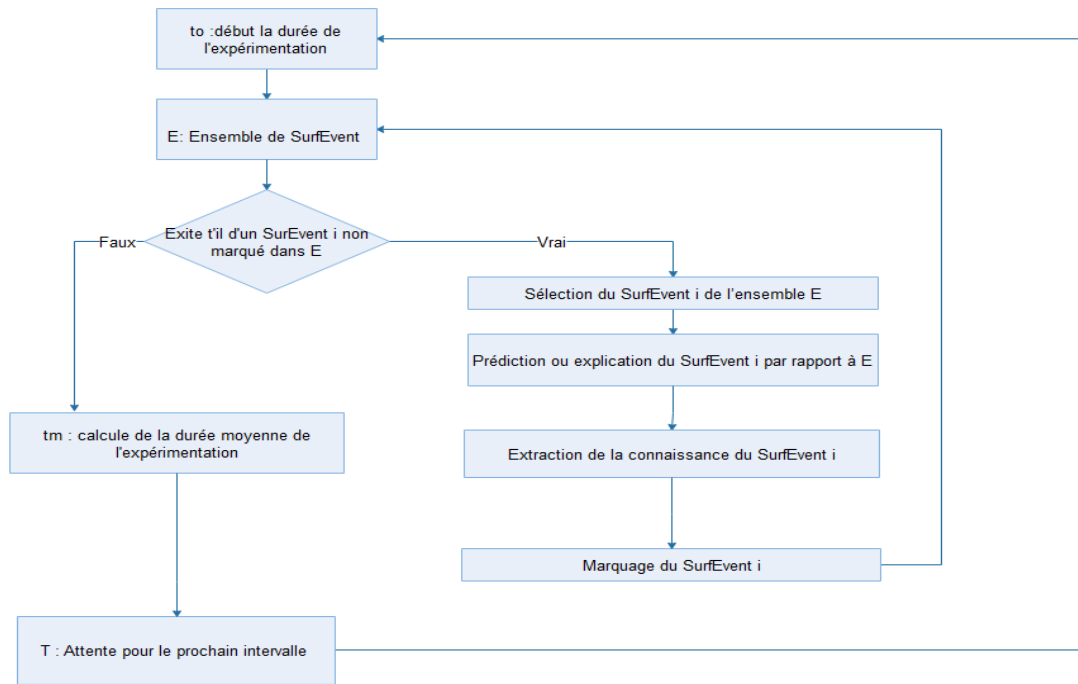 to :début la durée de
l'expérimentation
E: Ensemble de SurfEvent
Exite t'il d'un SurEvent i non
marqué dans E
Faux
Vrai
Sélection du SurfEvent i de l'ensemble E
Prédiction ou explication du SurfEvent i par rapport à E
Extraction de la connaissance du SurfEvent i
Marquage du SurfEvent i
tm : calcule de la durée moyenne de
l'expérimentation
T : Attente pour le prochain intervalle